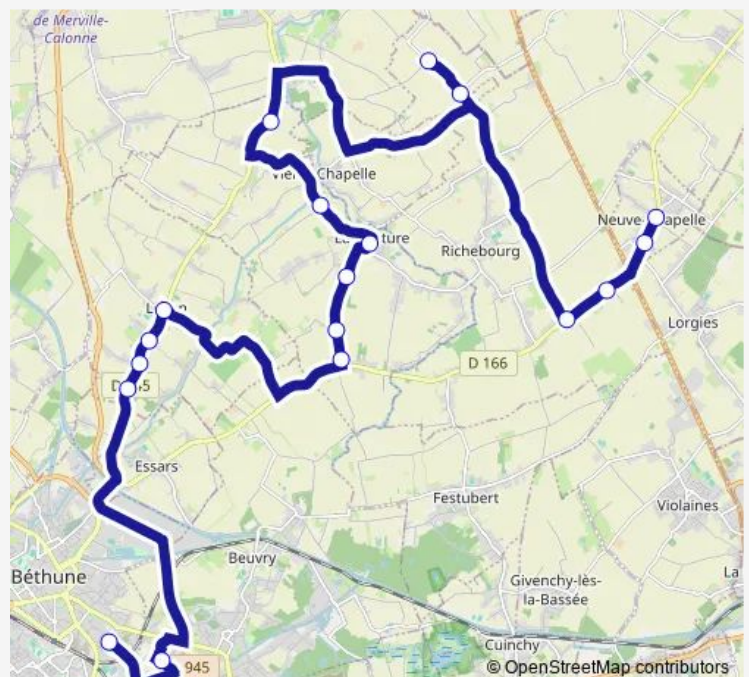 de Merville-
Calonne
Chapelle
Neuve
Richebourg
Lorgies
D 166
Essars
Festubert
Violaines
Béthune
Beuvry
La
Givenchy-lès-
la-Bassée
Cuinchy
945
© OpenStreetMap contributors